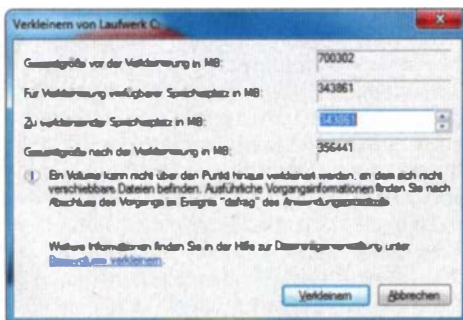 Verkleinern von Laufwerk C:
Gesamtgröße vor der Verkleinerung in MB: 700302
Für Verkleinerung verfügbarer Speicherplatz in MB: 343861
Zu verkleinernder Speicherplatz in MB: 343861
Gesamtgröße nach der Verkleinerung in MB: 356441
Ein Volume kann nicht über den Punkt hinaus verkleinert werden, an dem sich nicht
verschiebbare Dateien befinden. Ausführliche Vorgangsinformationen finden Sie nach
Abschluss des Vorgangs im Ereignis "defrag" des Anwendungsprotokolls
Weitere Informationen finden Sie in der Hilfe zur Datenträgerverwaltung unter
verkleinern.
Verkleinern
Abbrechen